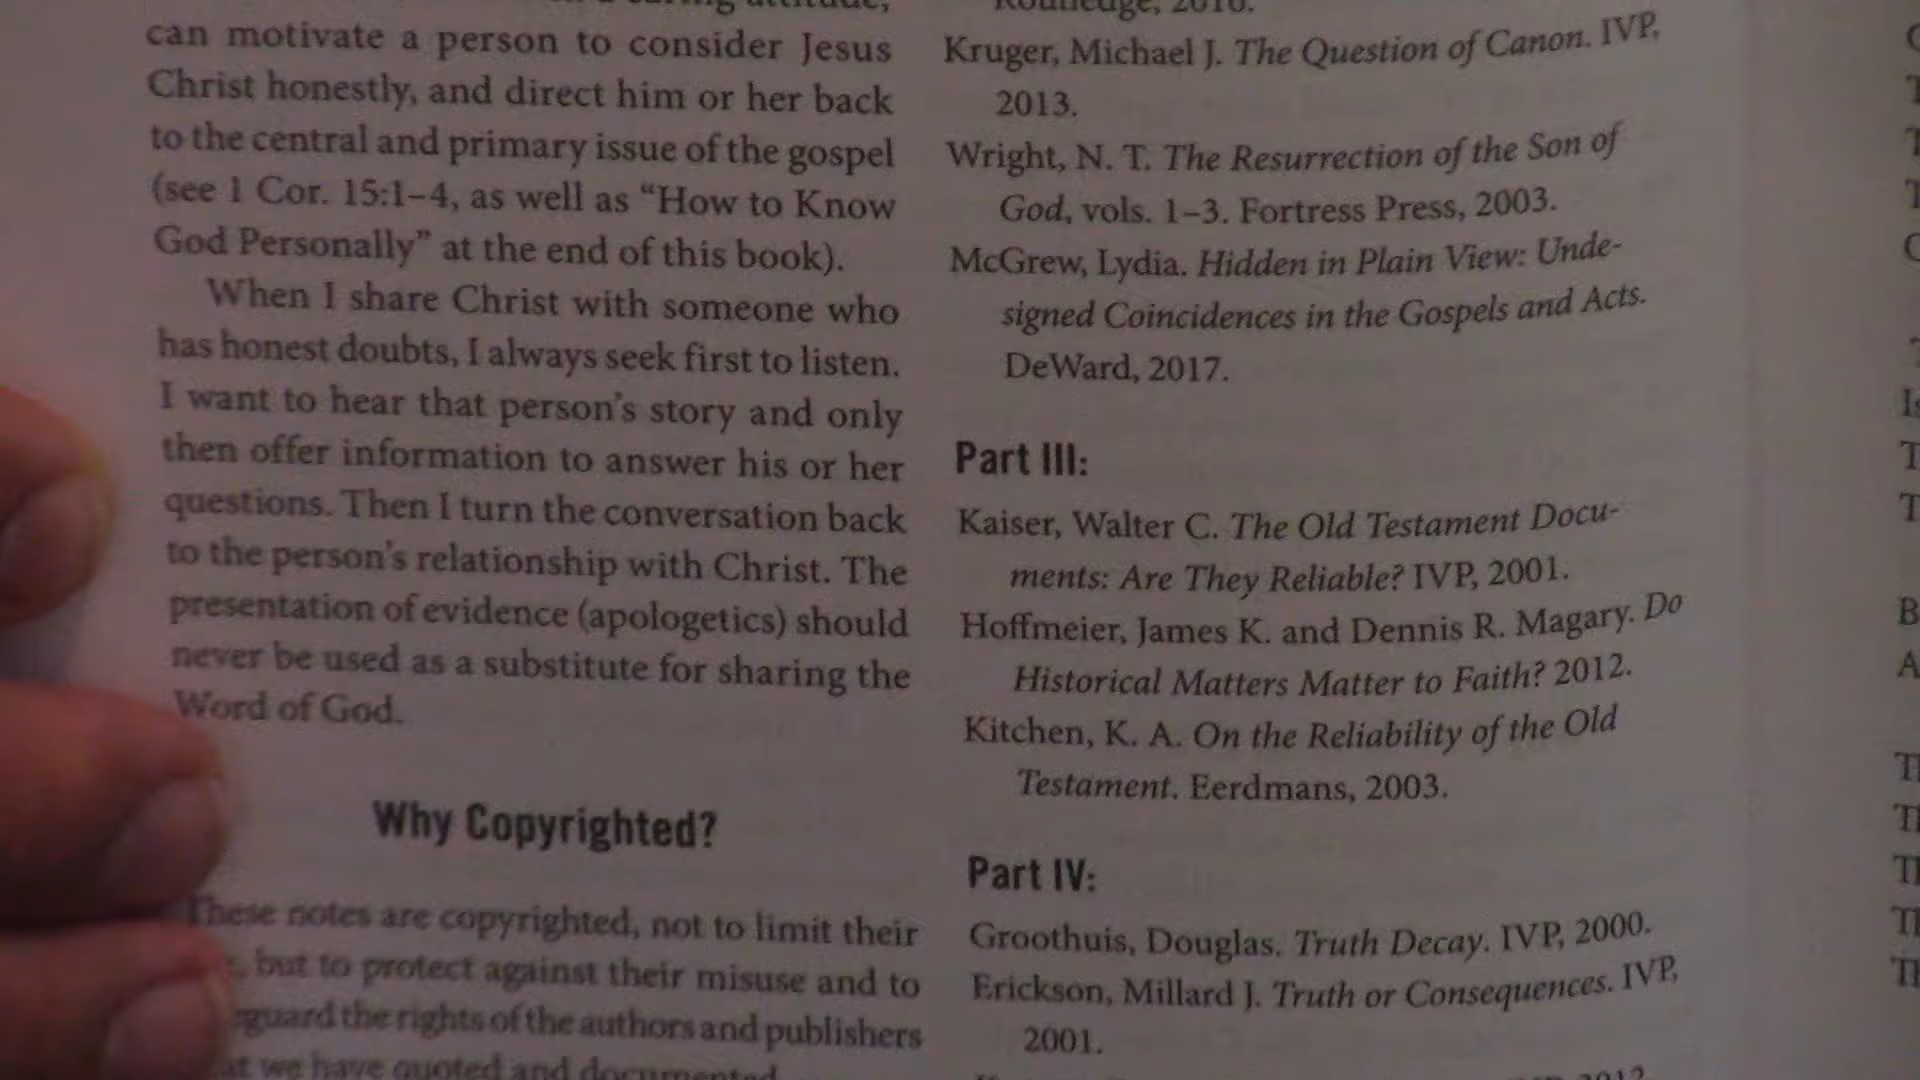 can motivate a person to consider Jesus
Christ honestly, and direct him or her back
to the central and primary issue of the gospel
(see 1 Cor. 15:1–4, as well as “How to Know
God Personally” at the end of this book).
When I share Christ with someone who
has honest doubts, I always seek first to listen.
I want to hear that person’s story and only
then offer information to answer his or her
questions. Then I turn the conversation back
to the person’s relationship with Christ. The
presentation of evidence (apologetics) should
never be used as a substitute for sharing the
Word of God.
Why Copyrighted?
These notes are copyrighted, not to limit their
but to protect against their misuse and to
guard the rights of the authors and publishers
we have quoted and documented
Kruger, Michael J. The Question of Canon. IVP,
2013.
Wright, N. T. The Resurrection of the Son of
God, vols. 1–3. Fortress Press, 2003.
McGrew, Lydia. Hidden in Plain View: Unde-
signed Coincidences in the Gospels and Acts.
DeWard, 2017.
Part III:
Kaiser, Walter C. The Old Testament Docu-
ments: Are They Reliable? IVP, 2001.
Hoffmeier, James K. and Dennis R. Magary. Do
Historical Matters Matter to Faith? 2012.
Kitchen, K. A. On the Reliability of the Old
Testament. Eerdmans, 2003.
Part IV:
Groothuis, Douglas. Truth Decay. IVP, 2000.
Erickson, Millard J. Truth or Consequences. IVP,
2001.